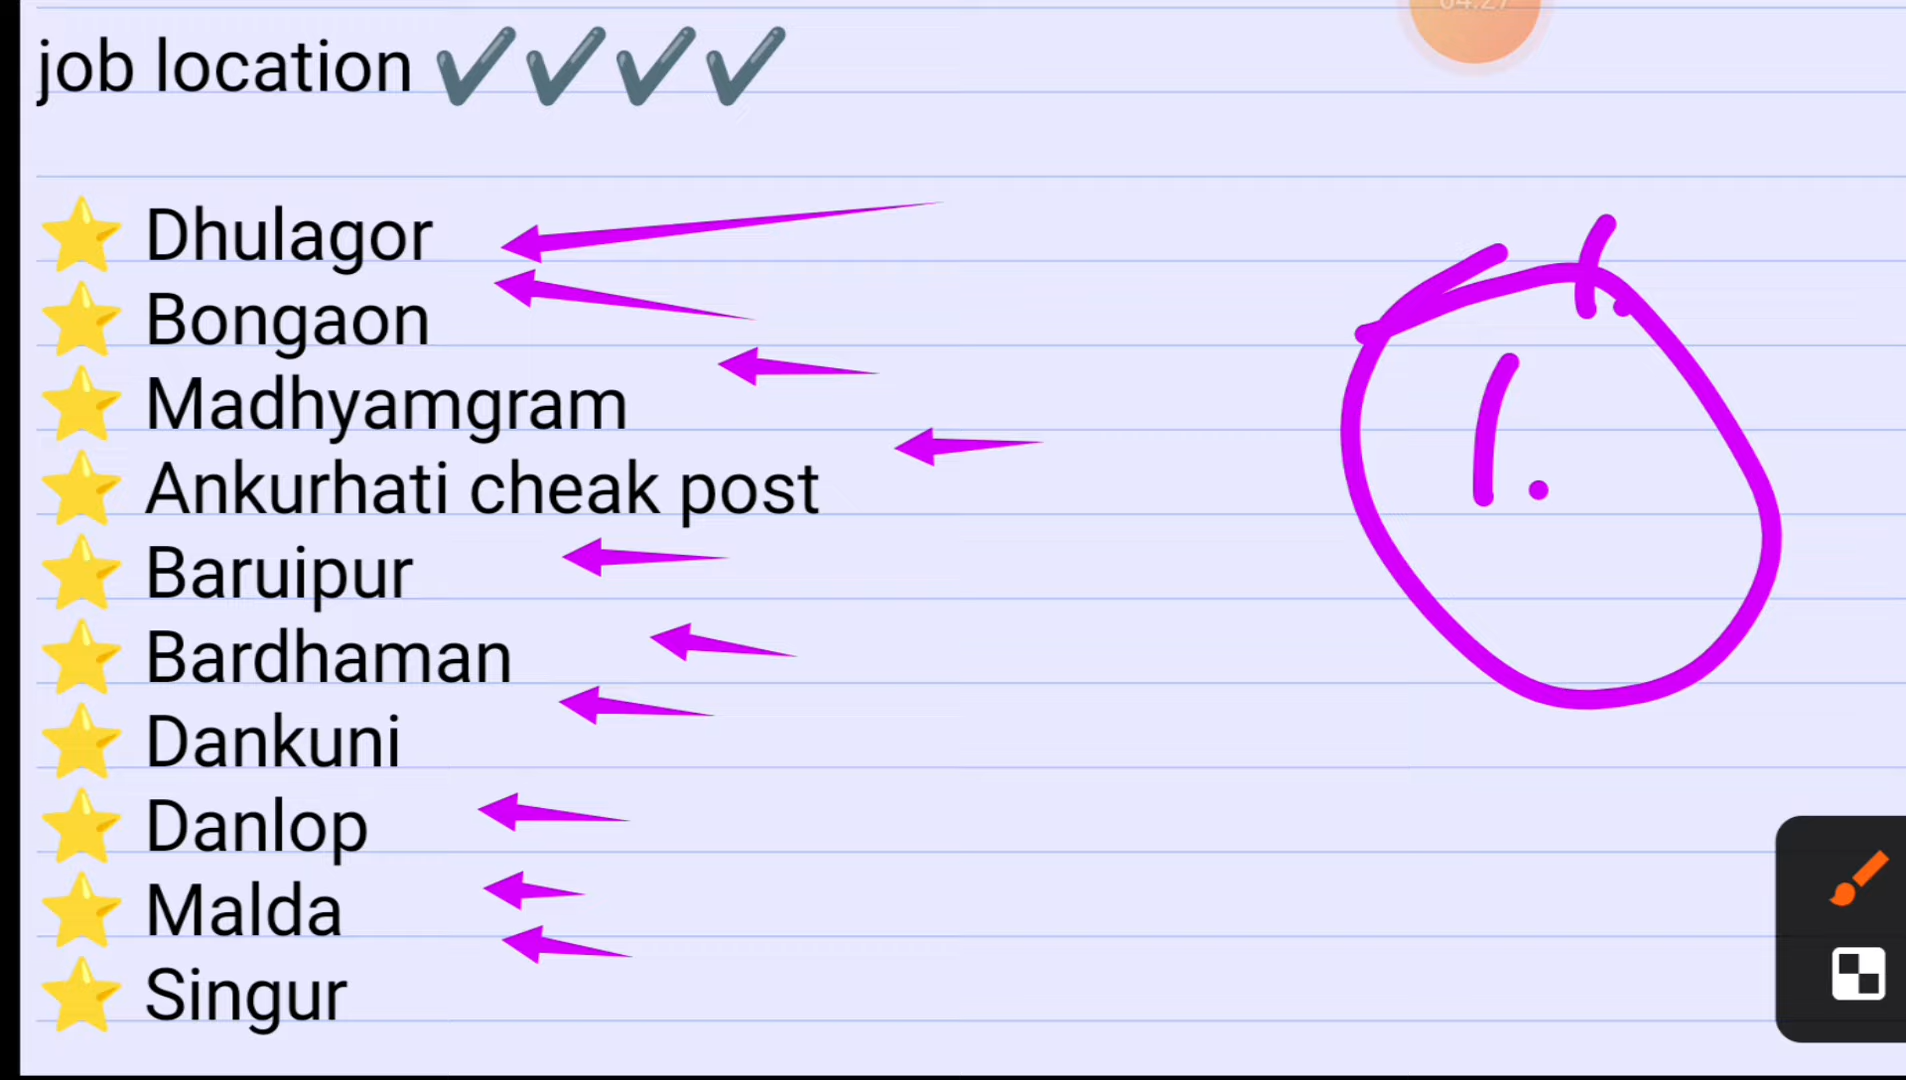 job location ✔✔✔✔
⭐ Dhulagor
⭐ Bongaon
⭐ Madhyamgram
⭐ Ankurhati cheak post
⭐ Baruipur
⭐ Bardhaman
⭐ Dankuni
⭐ Danlop
⭐ Malda
⭐ Singur
1.